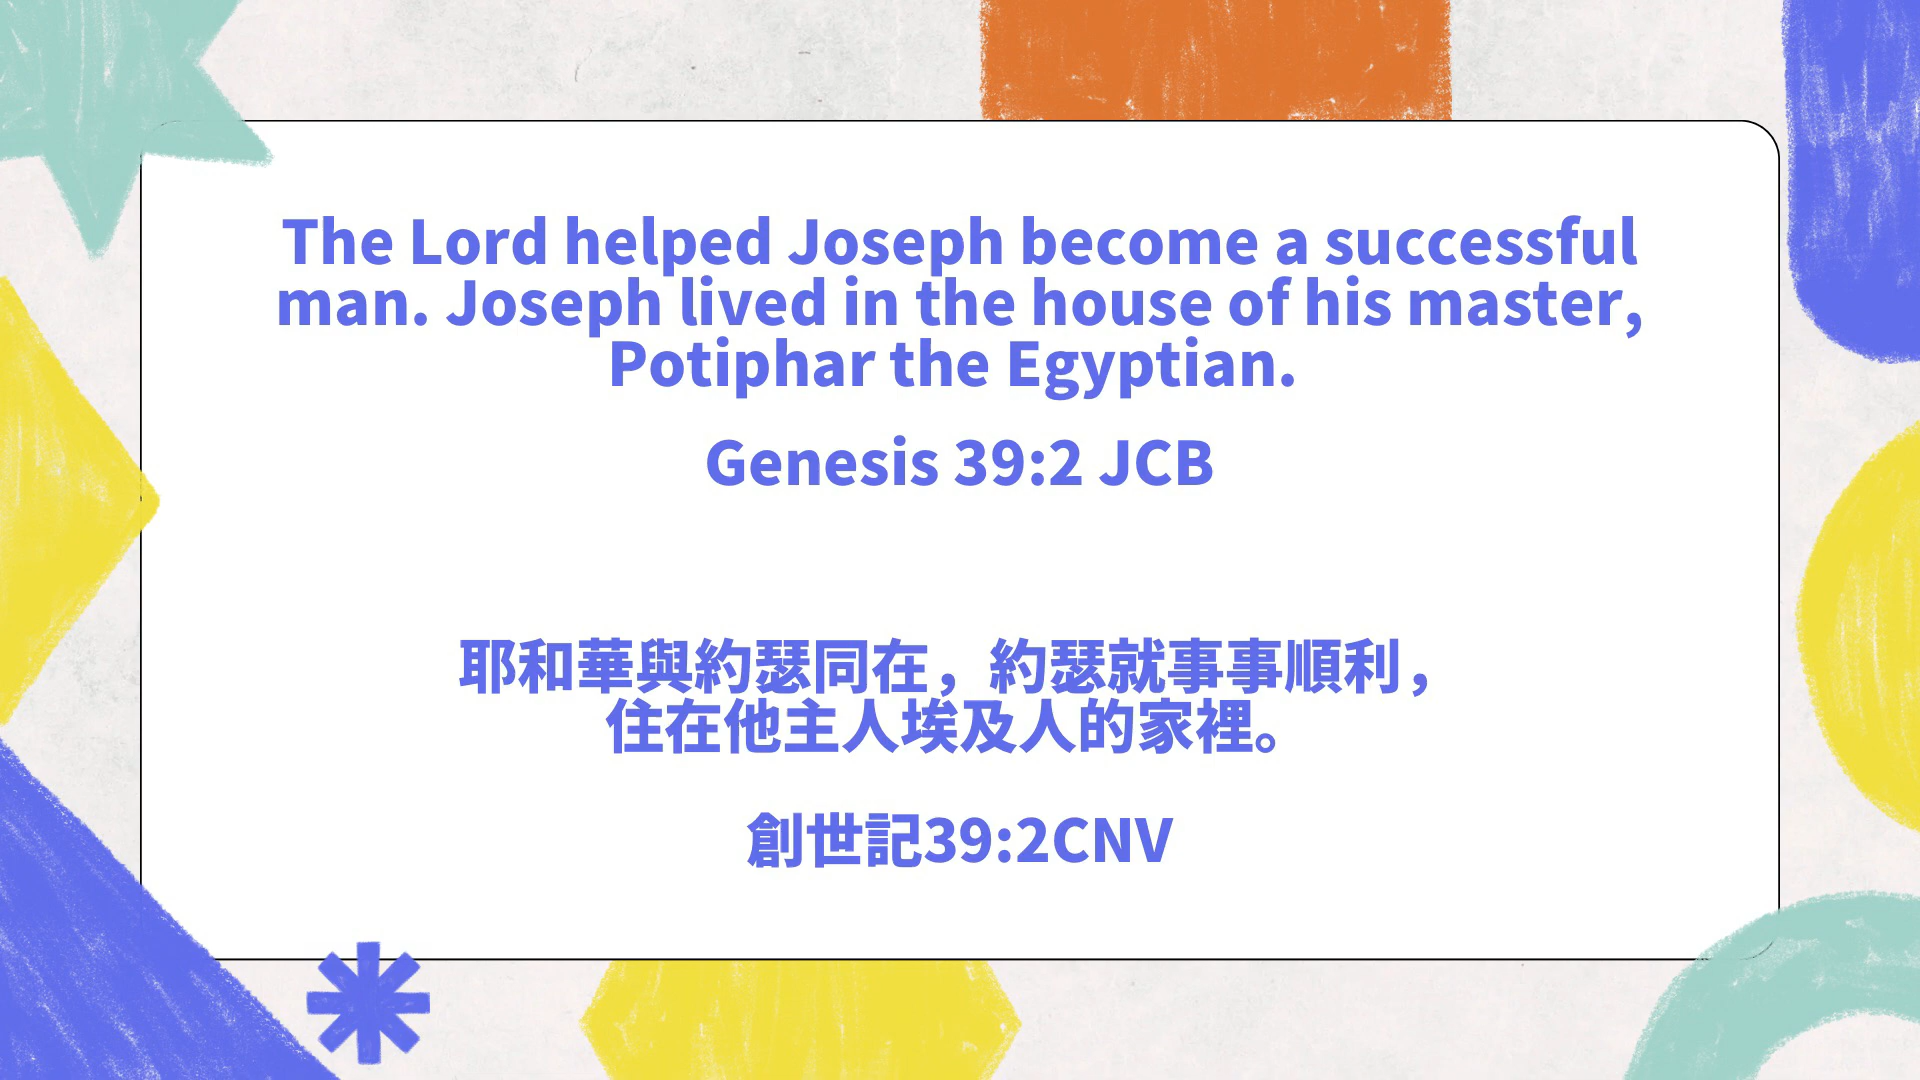 The Lord helped Joseph become a successful
man. Joseph lived in the house of his master,
Potiphar the Egyptian.
Genesis 39:2 JCB
耶和華與約瑟同在，約瑟就事事順利，
住在他主人埃及人的家裡。
創世記39:2CNV